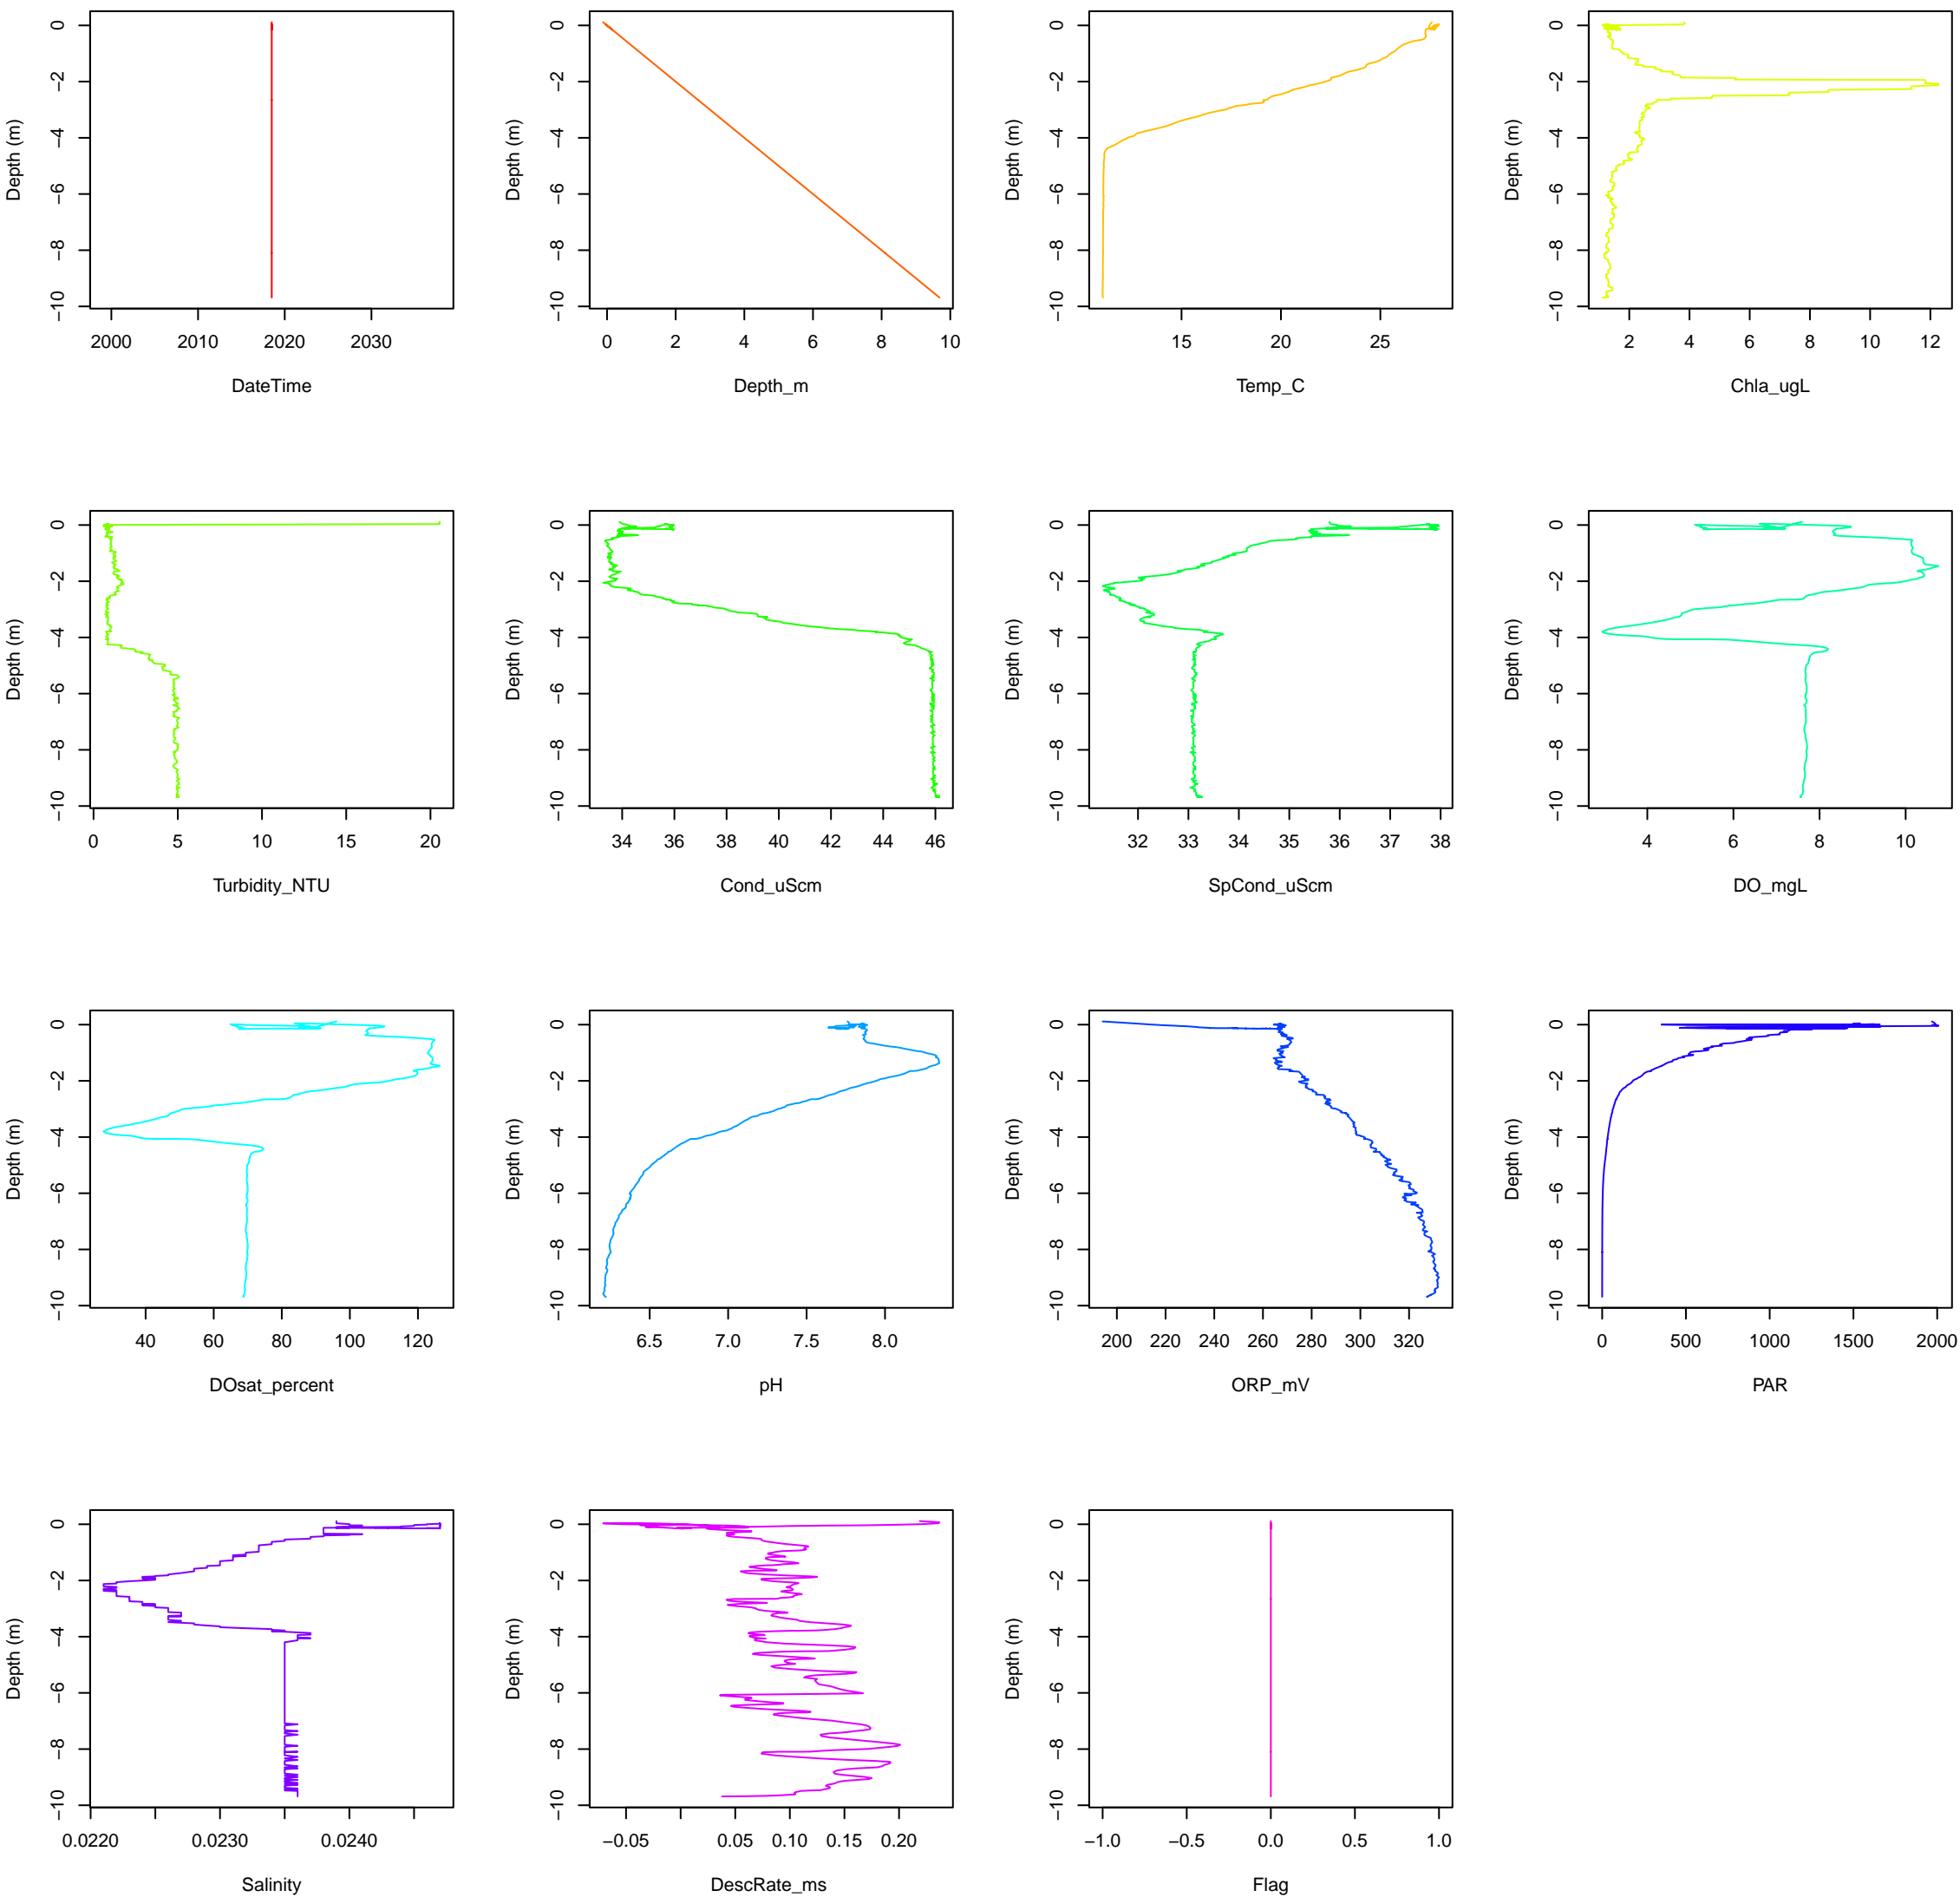 0 −2 −4 −6 −8 −10
Depth (m)
2000 2010 2020 2030
DateTime
0 −2 −4 −6 −8 −10
Depth (m)
0 2 4 6 8 10
Depth_m
0 −2 −4 −6 −8 −10
Depth (m)
15 20 25
Temp_C
0 −2 −4 −6 −8 −10
Depth (m)
2 4 6 8 10 12
Chla_ugL
0 −2 −4 −6 −8 −10
Depth (m)
0 5 10 15 20
Turbidity_NTU
0 −2 −4 −6 −8 −10
Depth (m)
34 36 38 40 42 44 46
Cond_uScm
0 −2 −4 −6 −8 −10
Depth (m)
32 33 34 35 36 37 38
SpCond_uScm
0 −2 −4 −6 −8 −10
Depth (m)
4 6 8 10
DO_mgL
0 −2 −4 −6 −8 −10
Depth (m)
40 60 80 100 120
DOsat_percent
0 −2 −4 −6 −8 −10
Depth (m)
6.5 7.0 7.5 8.0
pH
0 −2 −4 −6 −8 −10
Depth (m)
200 220 240 260 280 300 320
ORP_mV
0 −2 −4 −6 −8 −10
Depth (m)
0 500 1000 1500 2000
PAR
0 −2 −4 −6 −8 −10
Depth (m)
0.0220 0.0230 0.0240
Salinity
0 −2 −4 −6 −8 −10
Depth (m)
−0.05 0.05 0.10 0.15 0.20
DescRate_ms
0 −2 −4 −6 −8 −10
Depth (m)
−1.0 −0.5 0.0 0.5 1.0
Flag